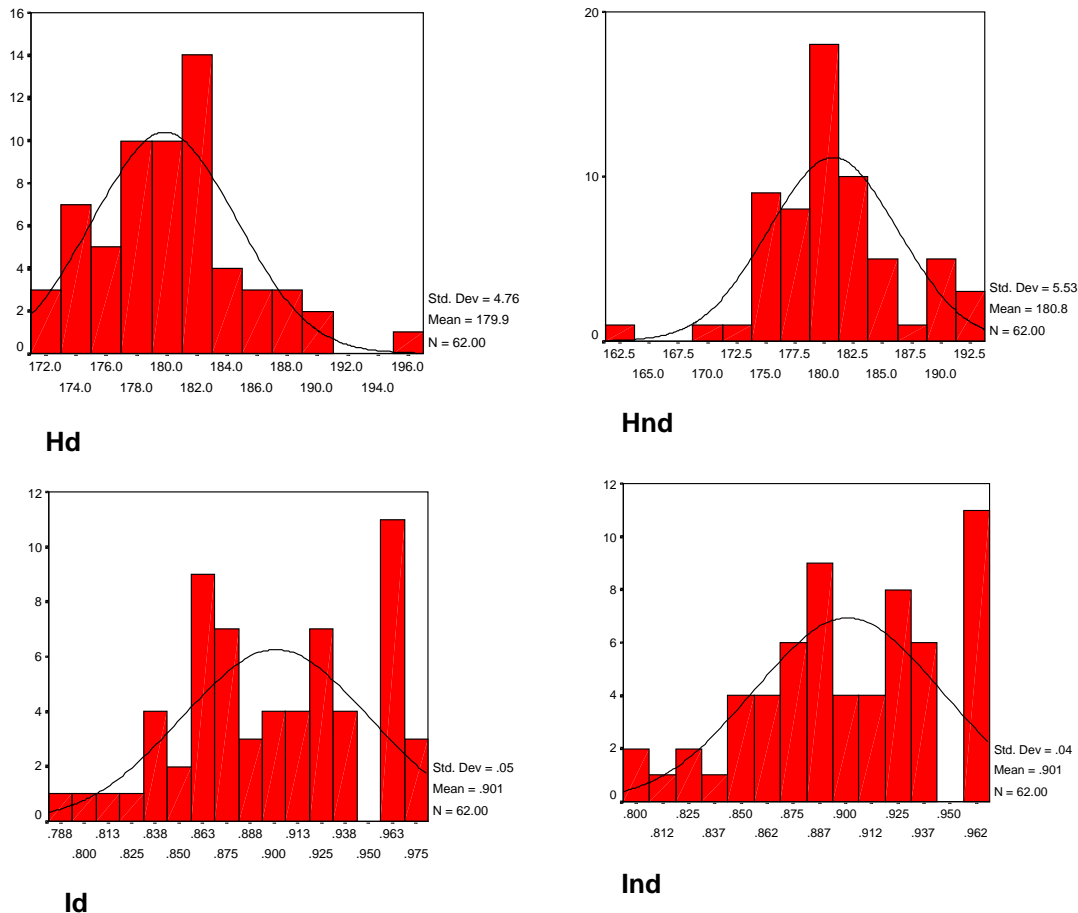 16
14
12
10
8
6
4
2
0
172.0 176.0 180.0 184.0 188.0 192.0 196.0
174.0 178.0 182.0 186.0 190.0 194.0
Std. Dev = 4.76
Mean = 179.9
N = 62.00
Hd
20
10
0
162.5 167.5 172.5 177.5 182.5 187.5 192.5
165.0 170.0 175.0 180.0 185.0 190.0
Std. Dev = 5.53
Mean = 180.8
N = 62.00
Hnd
12
10
8
6
4
2
0
.788 .813 .838 .863 .888 .913 .938 .963
.800 .825 .850 .875 .900 .925 .950 .975
Std. Dev = .05
Mean = .901
N = 62.00
Id
12
10
8
6
4
2
0
.800 .825 .850 .875 .900 .925 .950
.812 .837 .862 .887 .912 .937 .962
Std. Dev = .04
Mean = .901
N = 62.00
Ind